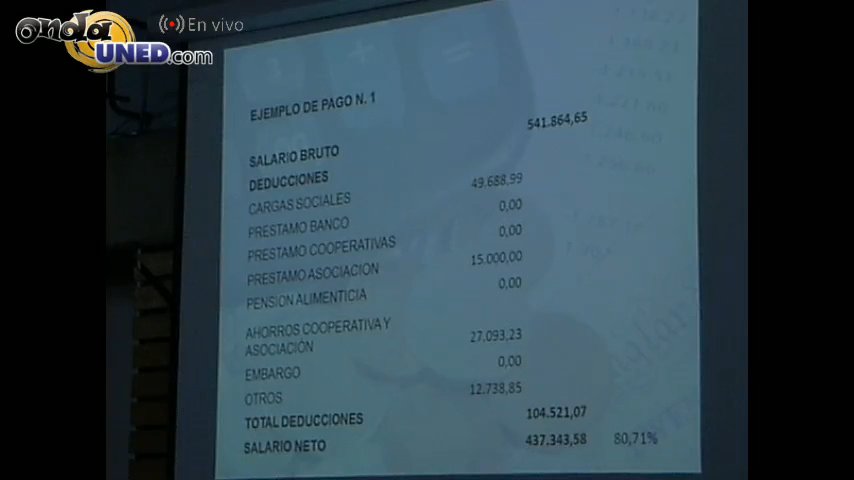 onda
UNED.com
En vivo
EJEMPLO DE PAGO N. 1
541.864,65
SALARIO BRUTO
DEDUCCIONES
CARGAS SOCIALES 49.688,99
PRESTAMO BANCO 0,00
PRESTAMO COOPERATIVAS 0,00
PRESTAMO ASOCIACION 15.000,00
PENSION ALIMENTICIA 0,00
AHORROS COOPERATIVA Y
ASOCIACIÓN 27.093,23
EMBARGO 0,00
OTROS 12.738,85
TOTAL DEDUCCIONES 104.521,07
SALARIO NETO 437.343,58 80,71%